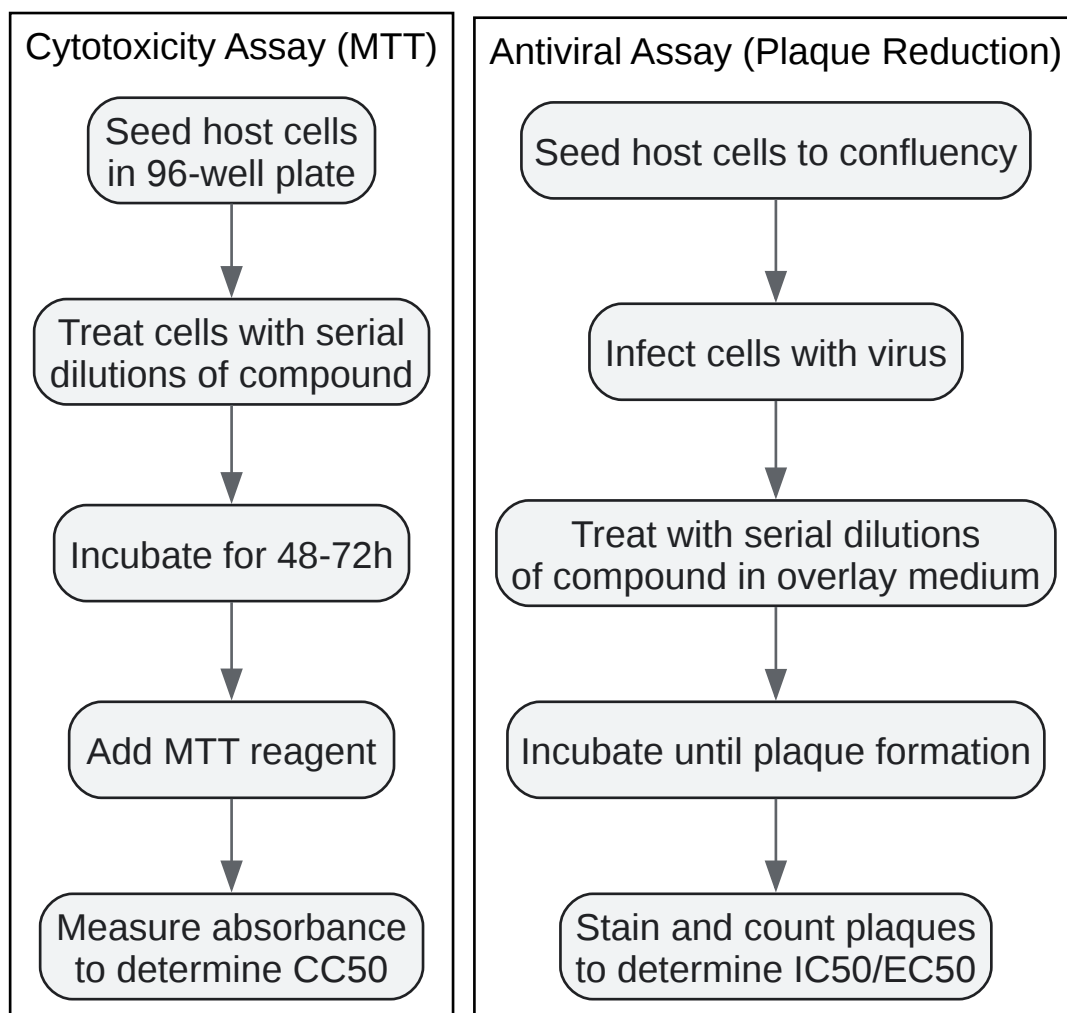 Cytotoxicity Assay (MTT)
Seed host cells
in 96-well plate
Treat cells with serial
dilutions of compound
Incubate for 48-72h
Add MTT reagent
Measure absorbance
to determine CC50
Antiviral Assay (Plaque Reduction)
Seed host cells to confluency
Infect cells with virus
Treat with serial dilutions
of compound in overlay medium
Incubate until plaque formation
Stain and count plaques
to determine IC50/EC50